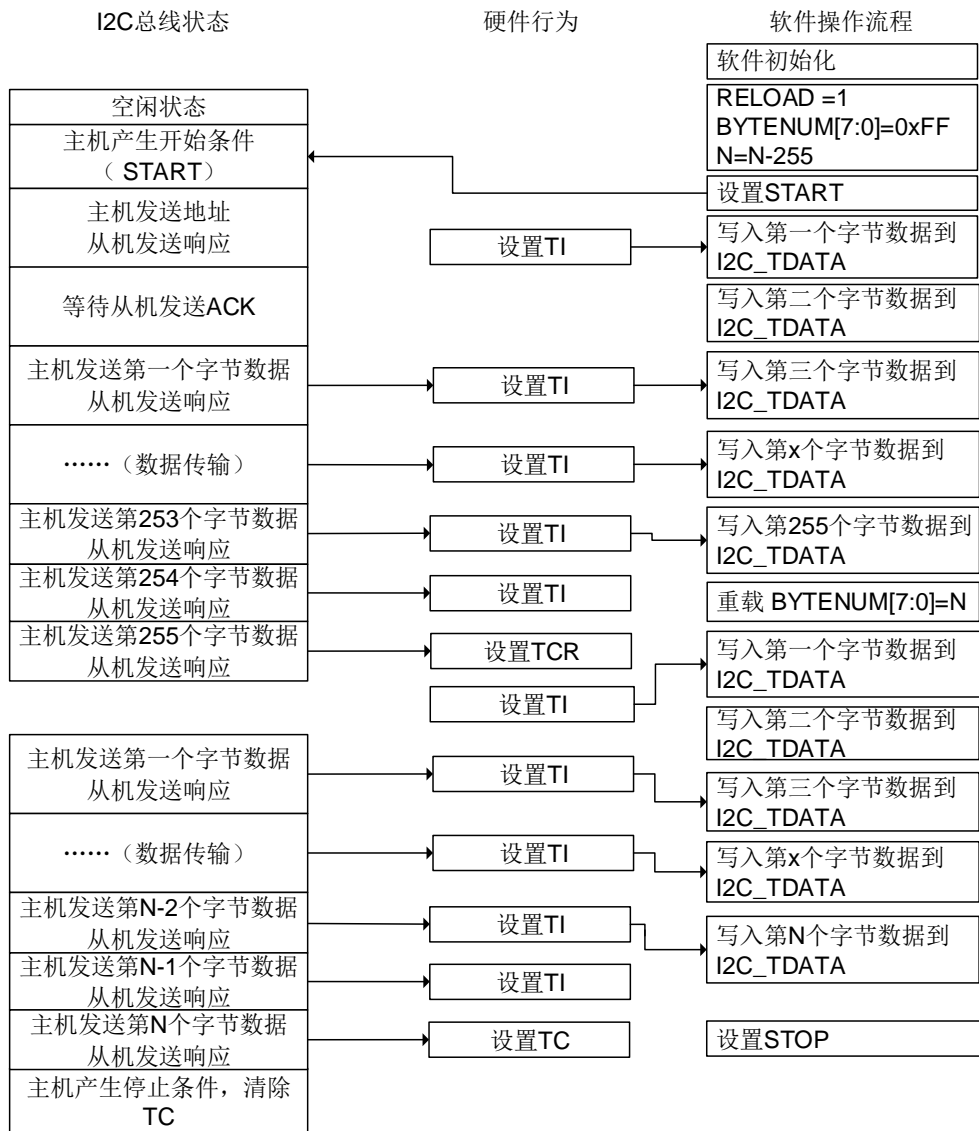 I2C总线状态
硬件行为
软件操作流程
软件初始化
空闲状态
RELOAD =1
BYTENUM[7:0]=0xFF
N=N-255
主机产生开始条件
（ START）
设置START
主机发送地址
从机发送响应
设置TI
写入第一个字节数据到
I2C_TDATA
等待从机发送ACK
写入第二个字节数据到
I2C_TDATA
主机发送第一个字节数据
从机发送响应
设置TI
写入第三个字节数据到
I2C_TDATA
……（数据传输）
设置TI
写入第x个字节数据到
I2C_TDATA
主机发送第253个字节数据
从机发送响应
设置TI
写入第255个字节数据到
I2C_TDATA
主机发送第254个字节数据
从机发送响应
设置TI
重载 BYTENUM[7:0]=N
主机发送第255个字节数据
从机发送响应
设置TCR
写入第一个字节数据到
I2C_TDATA
设置TI
写入第二个字节数据到
I2C_TDATA
主机发送第一个字节数据
从机发送响应
设置TI
写入第三个字节数据到
I2C_TDATA
……（数据传输）
设置TI
写入第x个字节数据到
I2C_TDATA
主机发送第N-2个字节数据
从机发送响应
设置TI
写入第N个字节数据到
I2C_TDATA
主机发送第N-1个字节数据
从机发送响应
设置TI
主机发送第N个字节数据
从机发送响应
设置TC
设置STOP
主机产生停止条件，清除
TC